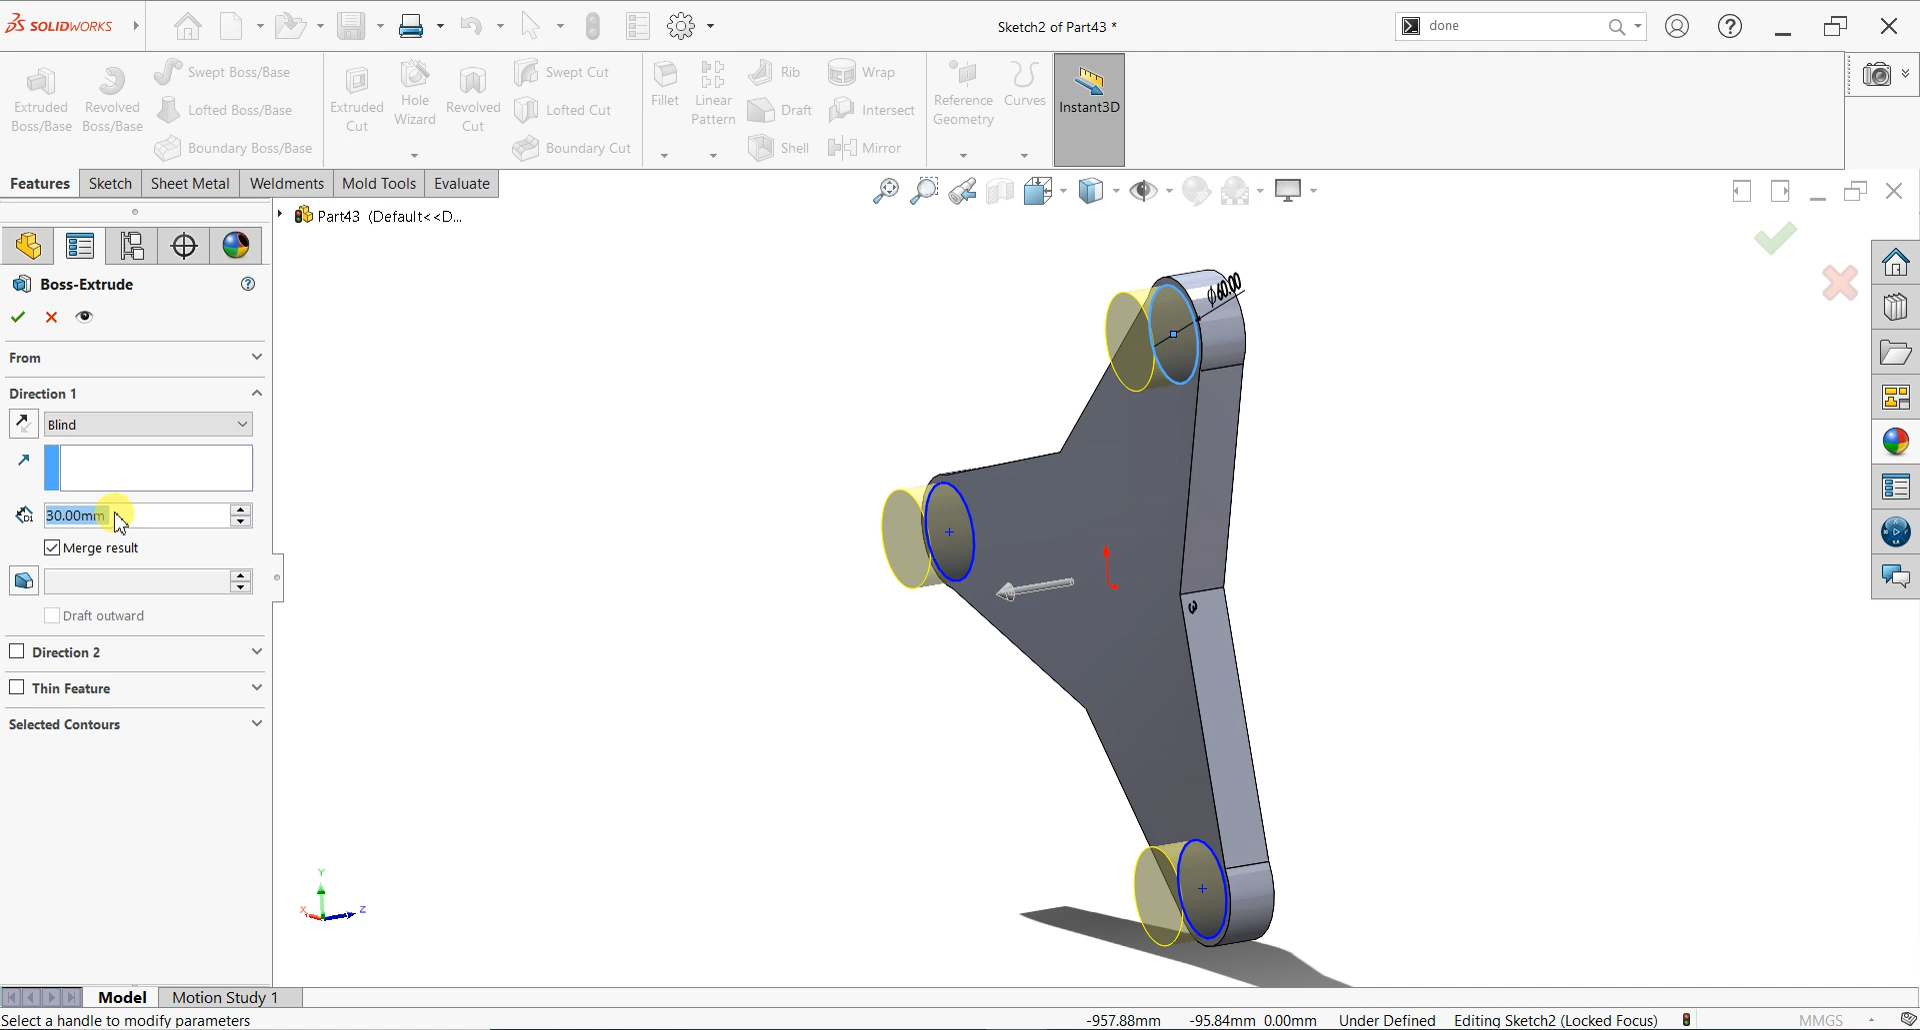 SOLIDWORKS
Sketch2 of Part43 *
done
Extruded Boss/Base
Revolved Boss/Base
Swept Boss/Base
Lofted Boss/Base
Boundary Boss/Base
Extruded Cut
Hole Wizard
Revolved Cut
Swept Cut
Lofted Cut
Boundary Cut
Fillet
Linear Pattern
Rib
Draft
Shell
Wrap
Intersect
Mirror
Reference Geometry
Curves
Instant3D
Features
Sketch
Sheet Metal
Weldments
Mold Tools
Evaluate
Part43 (Default<<D...
Boss-Extrude
From
Direction 1
Blind
D1
30.00mm
Merge result
Draft outward
Direction 2
Thin Feature
Selected Contours
ϕ60.00
Y
X
Z
Model
Motion Study 1
Select a handle to modify parameters
-957.88mm
-95.84mm
0.00mm
Under Defined
Editing Sketch2 (Locked Focus)
MMGS